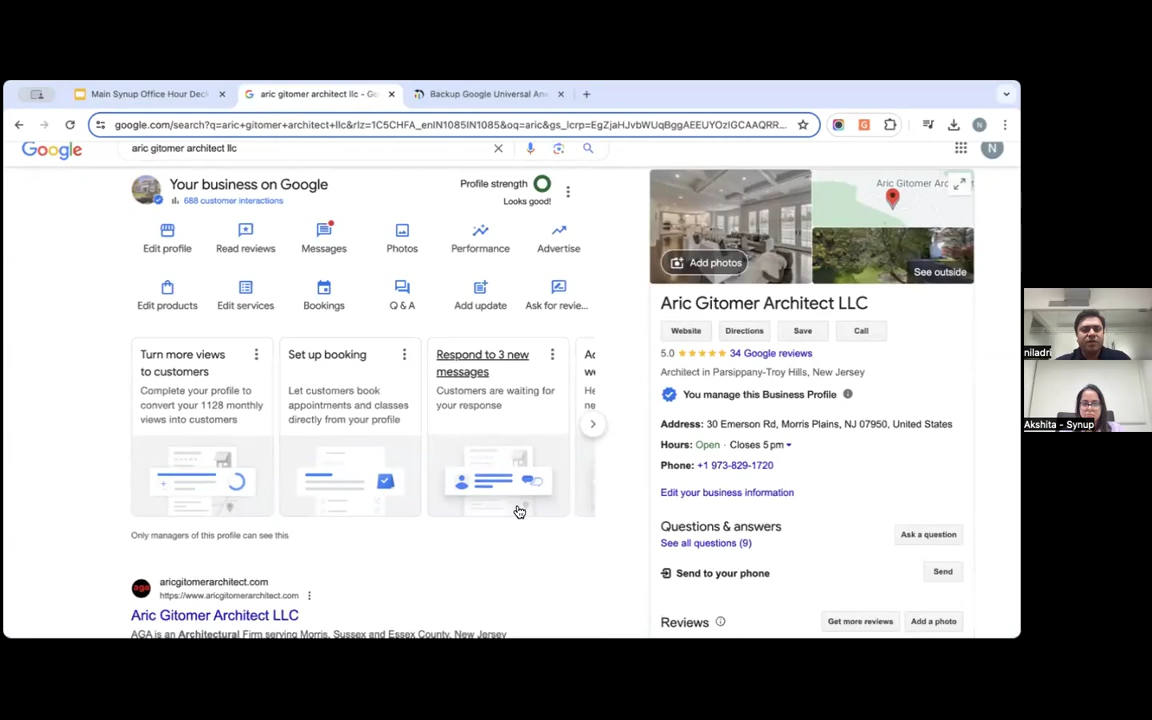 Main Synup Office Hour Deck
aric gitomer architect llc - Go
Backup Google Universal An
google.com/search?q=aric+gitomer+architect+llc&rlz=1C5CHFA_enIN1085IN1085&oq=aric&gs_lcrp=EgZjaHJvbWUqBggAEEUYOzIGCAAQRR...
N
Google
aric gitomer architect llc
N
Your business on Google
688 customer interactions
Profile strength
Looks good!
Edit profile
Read reviews
Messages
Photos
Performance
Advertise
Edit products
Edit services
Bookings
Q & A
Add update
Ask for revie...
Turn more views
to customers
Complete your profile to
convert your 1128 monthly
views into customers
Set up booking
Let customers book
appointments and classes
directly from your profile
Respond to 3 new
messages
Customers are waiting for
your response
Only managers of this profile can see this
aga
aricgitomerarchitect.com
https://www.aricgitomerarchitect.com
Aric Gitomer Architect LLC
AGA is an Architectural Firm serving Morris, Sussex and Essex County, New Jersey
Add photos
Aric Gitomer Arc
See outside
Aric Gitomer Architect LLC
Website
Directions
Save
Call
5.0
34 Google reviews
Architect in Parsippany-Troy Hills, New Jersey
You manage this Business Profile
Address: 30 Emerson Rd, Morris Plains, NJ 07950, United States
Hours: Open · Closes 5 pm
Phone: +1 973-829-1720
Edit your business information
Questions & answers
See all questions (9)
Ask a question
Send to your phone
Send
Reviews
Get more reviews
Add a photo
niladri
Akshita - Synup